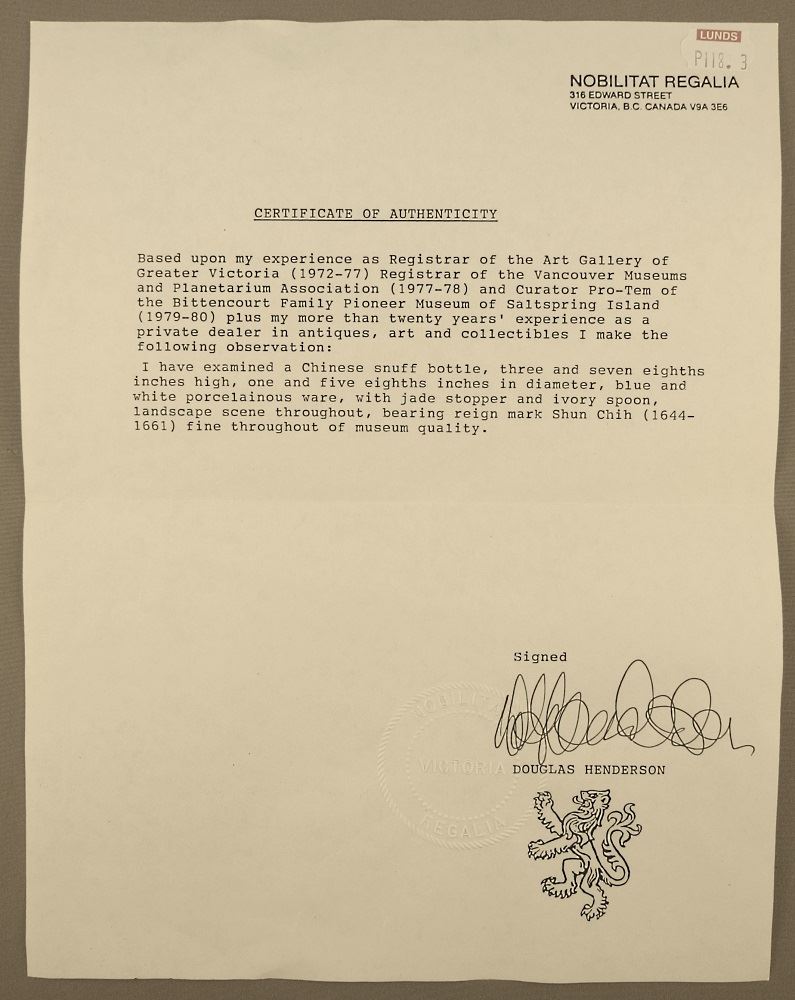 LUNDS
P118. 3
NOBILITAT REGALIA
316 EDWARD STREET
VICTORIA, B.C. CANADA V9A 3E6
CERTIFICATE OF AUTHENTICITY
Based upon my experience as Registrar of the Art Gallery of
Greater Victoria (1972-77) Registrar of the Vancouver Museums
and Planetarium Association (1977-78) and Curator Pro-Tem of
the Bittencourt Family Pioneer Museum of Saltspring Island
(1979-80) plus my more than twenty years' experience as a
private dealer in antiques, art and collectibles I make the
following observation:
I have examined a Chinese snuff bottle, three and seven eighths
inches high, one and five eighths inches in diameter, blue and
white porcelainous ware, with jade stopper and ivory spoon,
landscape scene throughout, bearing reign mark Shun Chih (1644-
1661) fine throughout of museum quality.
Signed
NOBILITAT
VICTORIA
REGALIA
DOUGLAS HENDERSON